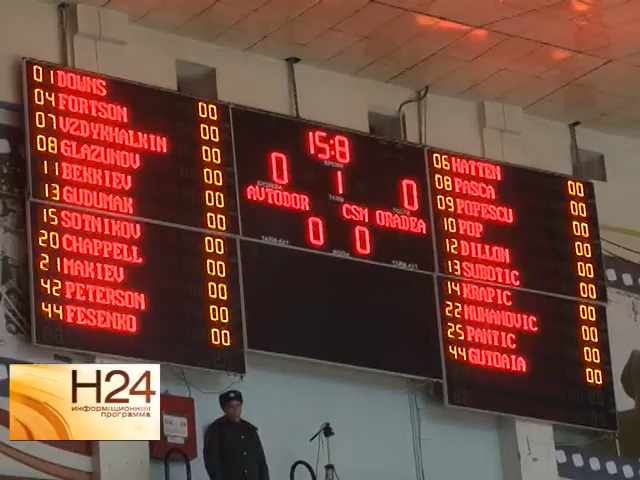 01 DOWNS 00
04 FORTSON 00
07 VZDYKHALKIN 00
08 GLAZUNOV 00
11 BEKKIEV 00
13 GUDUMAK 00
15 SOTNIKOV 00
20 CHAPPELL 00
21 MAKIEV 00
42 PETERSON 00
44 FESENKO 00
15:8
0 1 0
AVTODOR CSM ORADEA
0 0
06 HATTEN 00
08 PASCA 00
09 POPESCU 00
10 POP 00
12 DILLON 00
13 SUBOTIC 00
14 KRAPIC 00
22 NUHANOVIC 00
25 PANTIC 00
44 GUTOAIA 00
H24
информационная
программа